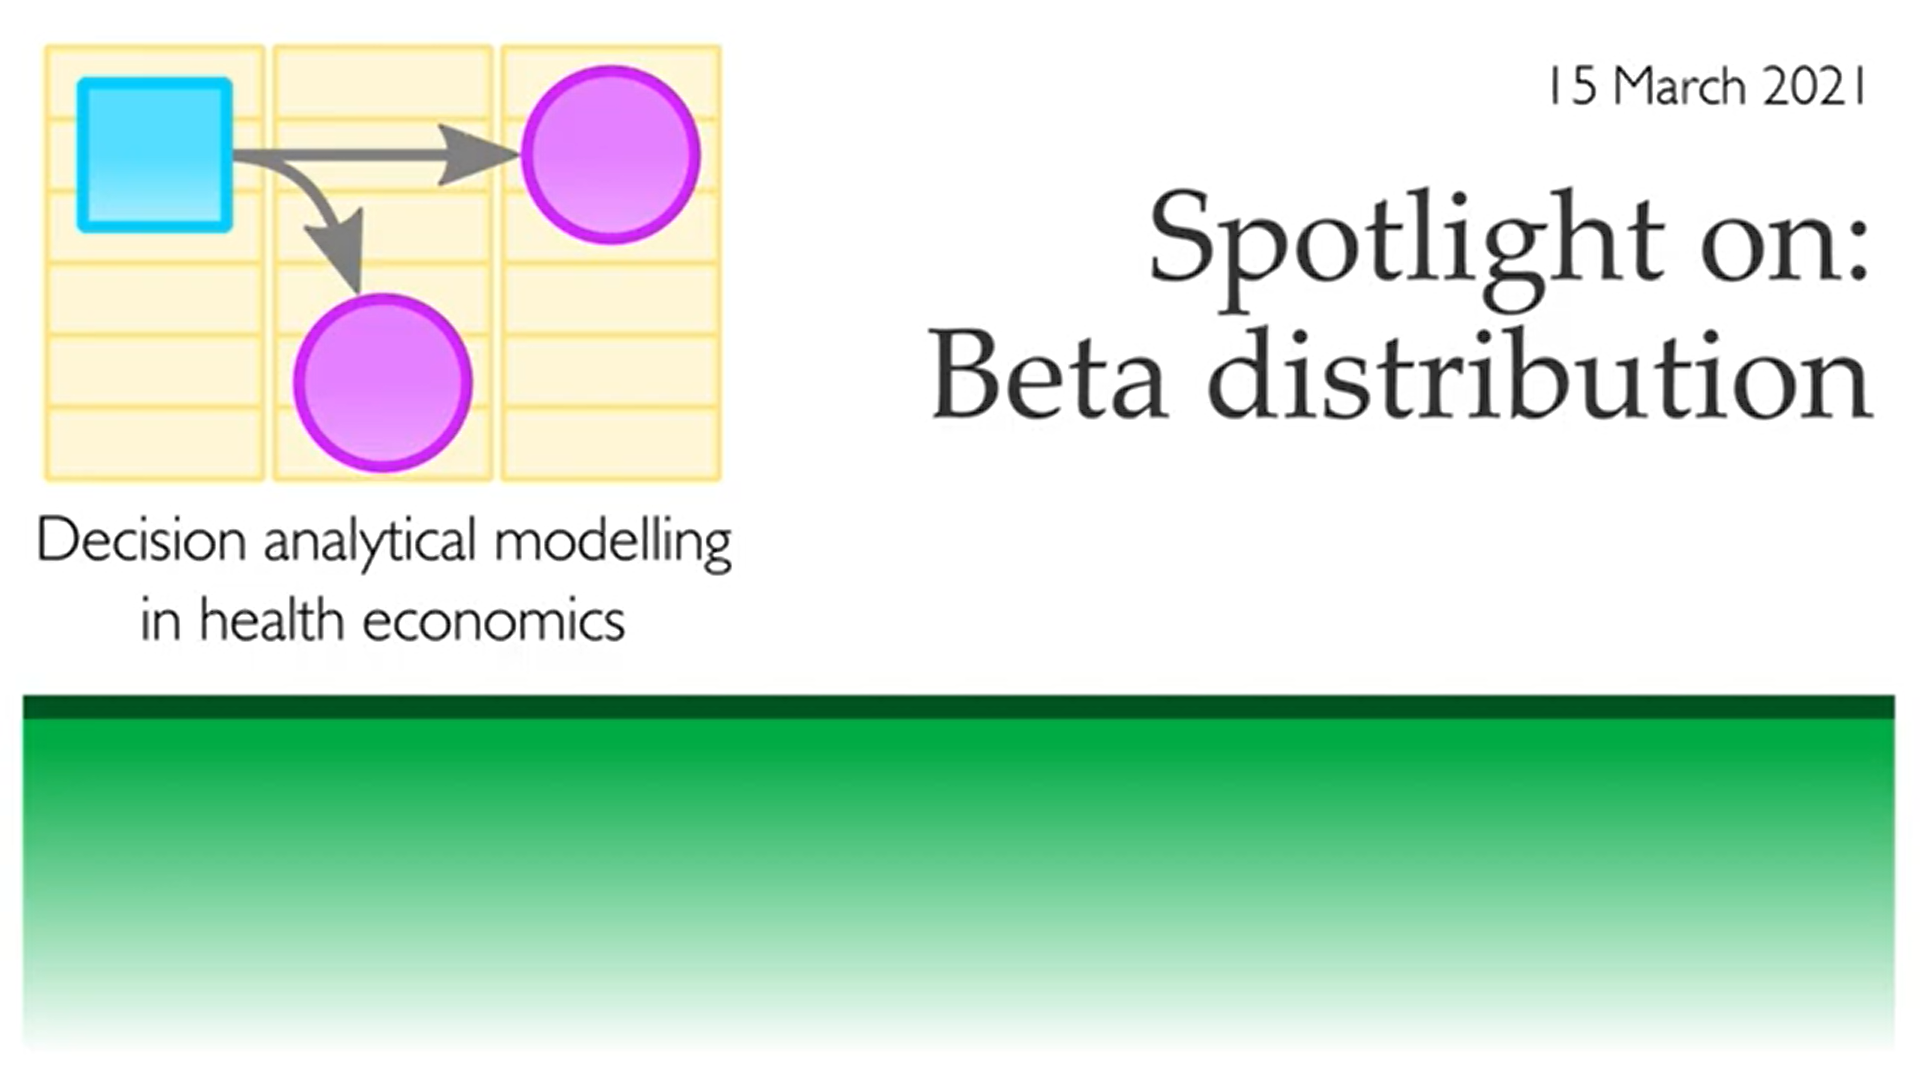 15 March 2021
Spotlight on:
Beta distribution
Decision analytical modelling
in health economics